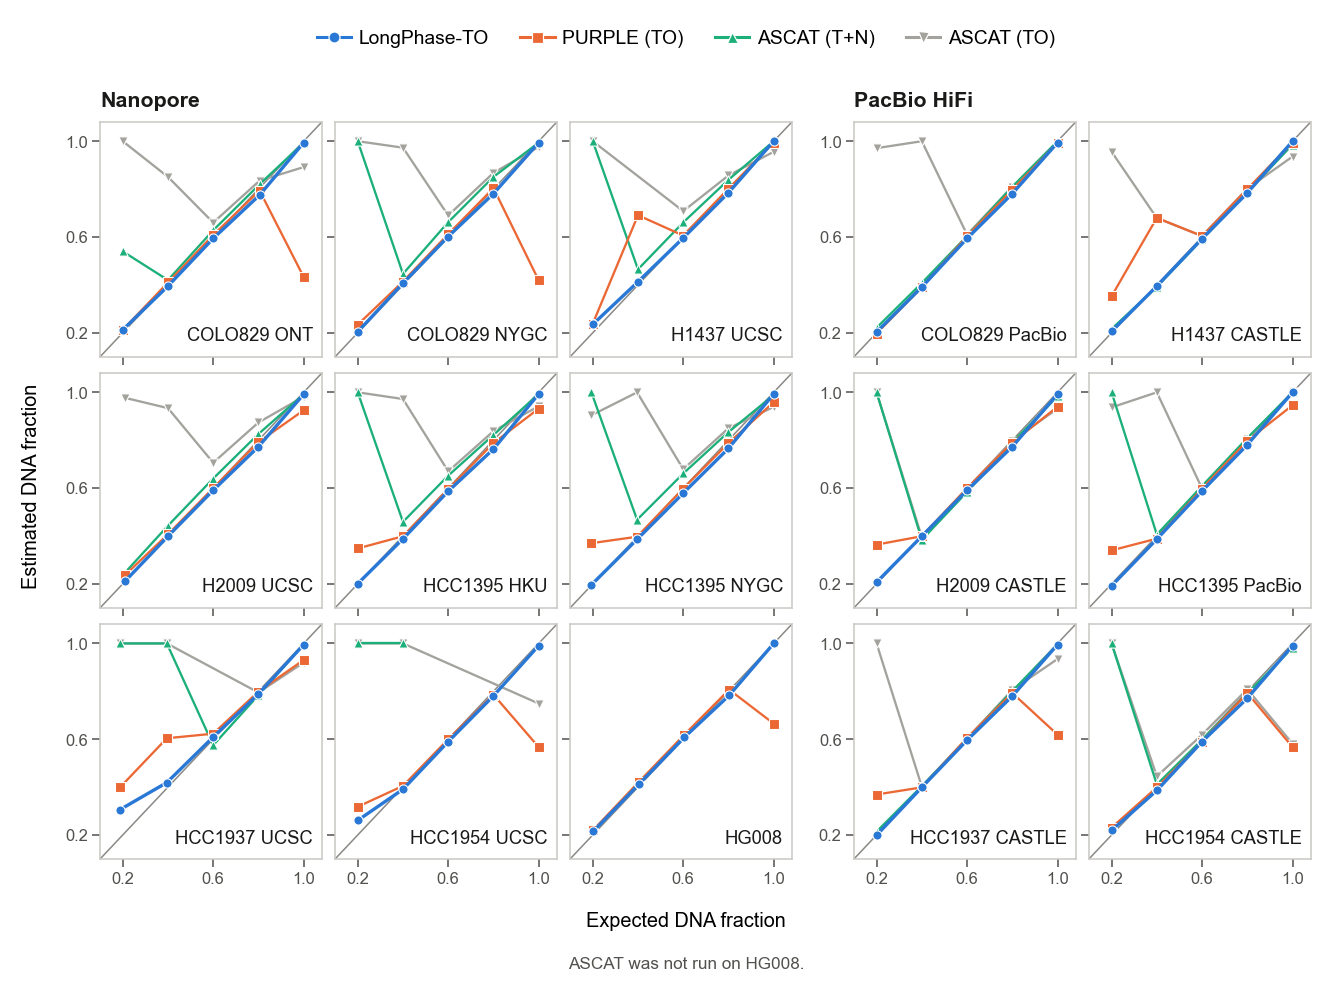 LongPhase-TO PURPLE (TO) ASCAT (T+N) ASCAT (TO)
Nanopore PacBio HiFi
1.0
0.6
0.2
COLO829 ONT COLO829 NYGC H1437 UCSC COLO829 PacBio H1437 CASTLE
1.0
0.6
0.2
H2009 UCSC HCC1395 HKU HCC1395 NYGC H2009 CASTLE HCC1395 PacBio
1.0
0.6
0.2
HCC1937 UCSC HCC1954 UCSC HG008 HCC1937 CASTLE HCC1954 CASTLE
0.2 0.6 1.0 0.2 0.6 1.0 0.2 0.6 1.0 0.2 0.6 1.0 0.2 0.6 1.0
Estimated DNA fraction
Expected DNA fraction
ASCAT was not run on HG008.